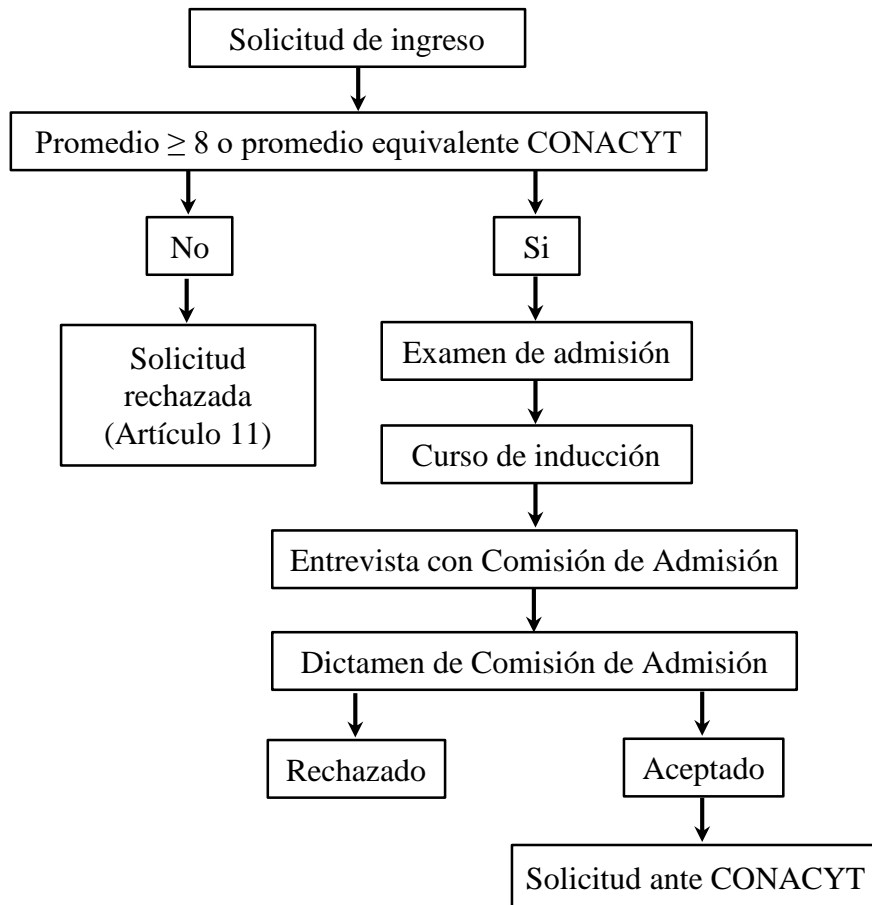 Solicitud de ingreso
Promedio ≥ 8 o promedio equivalente CONACYT
No
Si
Solicitud
rechazada
(Artículo 11)
Examen de admisión
Curso de inducción
Entrevista con Comisión de Admisión
Dictamen de Comisión de Admisión
Rechazado
Aceptado
Solicitud ante CONACYT